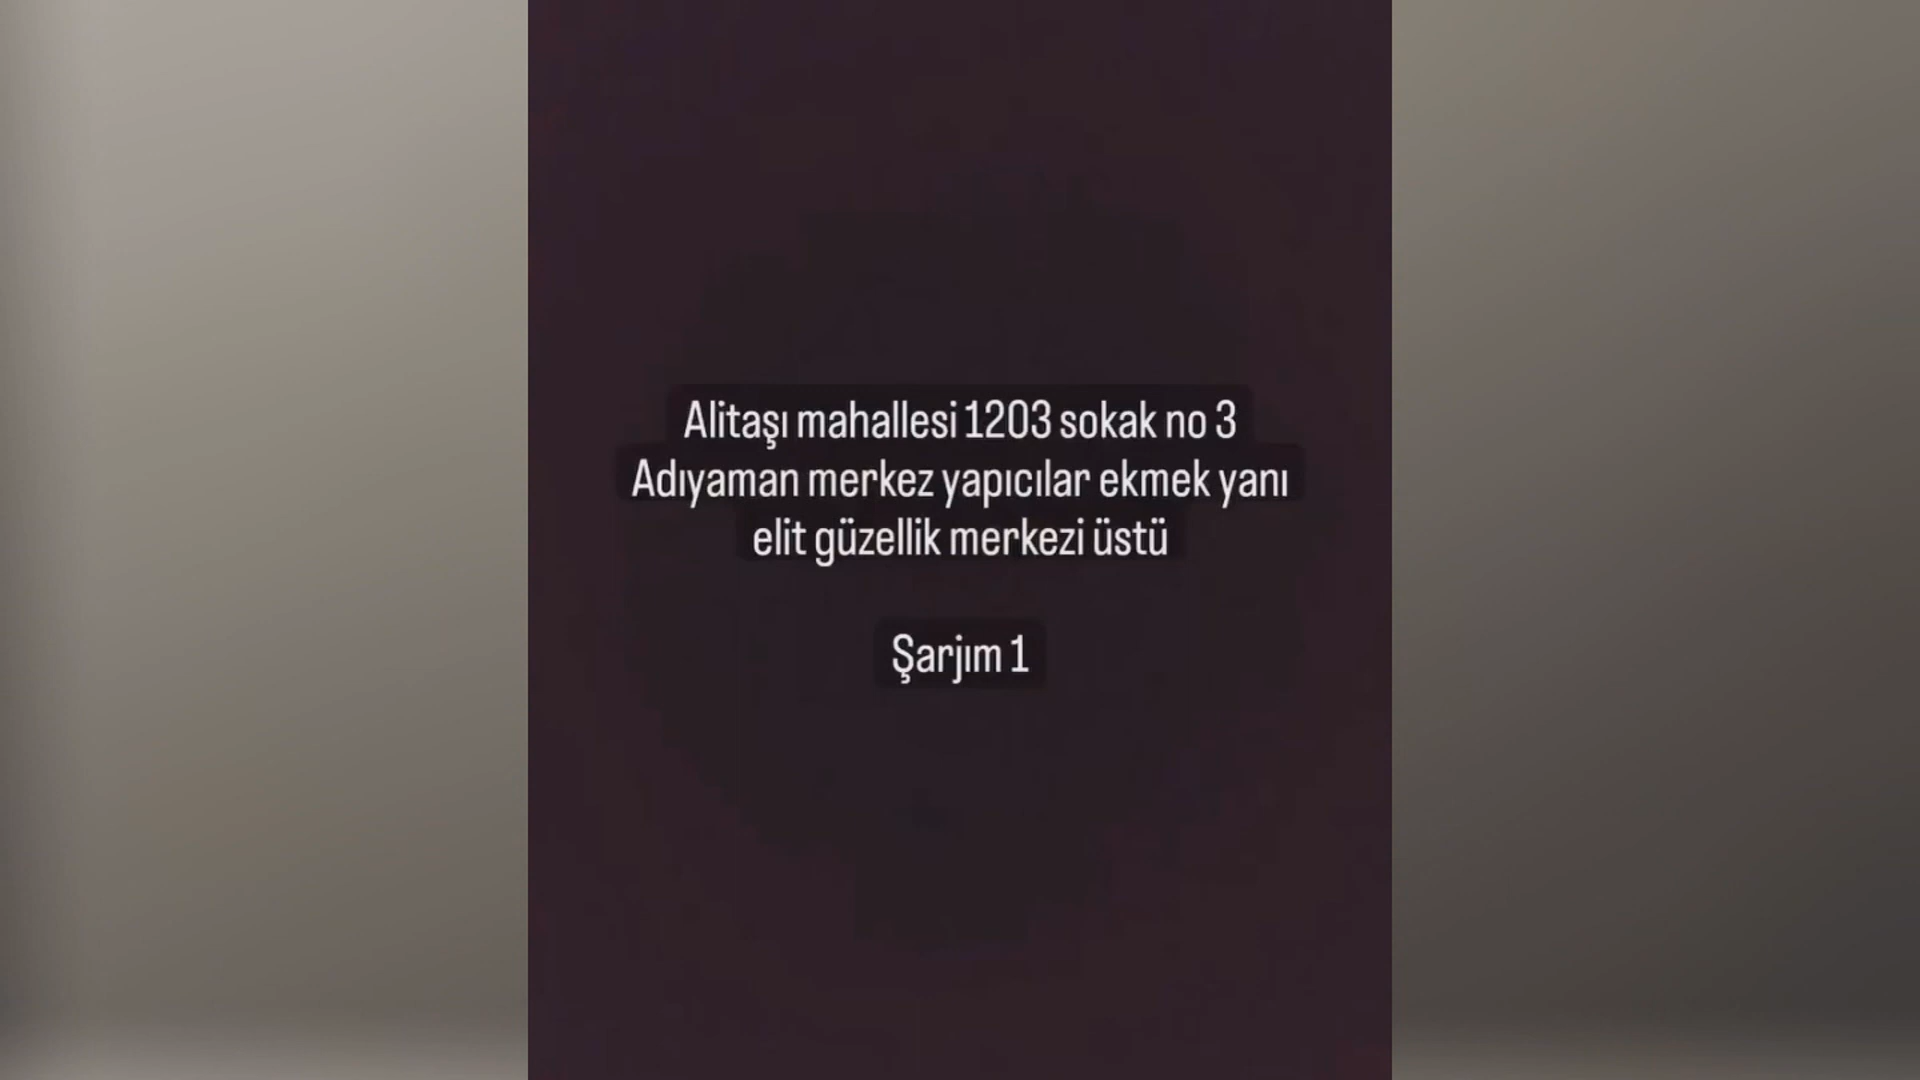 Alitaşı mahallesi 1203 sokak no 3
Adıyaman merkez yapıcılar ekmek yanı
elit güzellik merkezi üstü
Şarjım 1